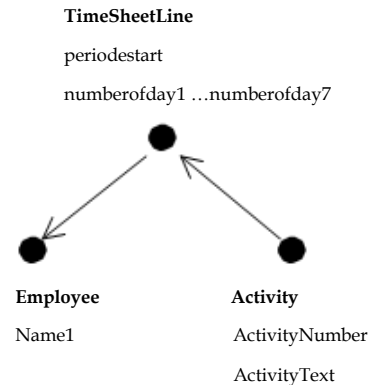 TimeSheetLine
periodestart
numberofday1 …numberofday7
Employee
Activity
Name1
ActivityNumber
ActivityText